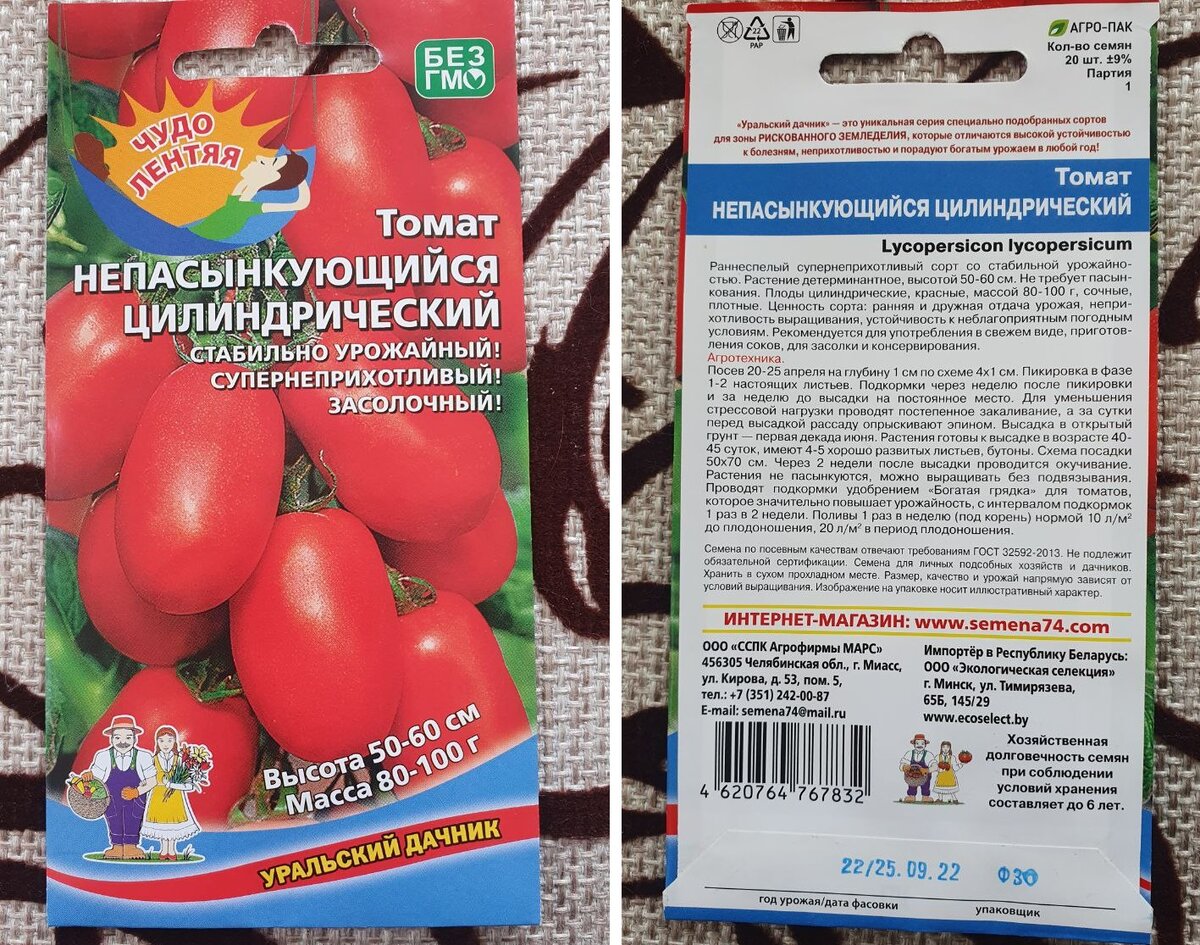 БЕЗ
ГМО
ЧУДО
ЛЕНТЯЯ
Томат
НЕПАСЫНКУЮЩИЙСЯ
ЦИЛИНДРИЧЕСКИЙ
СТАБИЛЬНО УРОЖАЙНЫЙ!
СУПЕРНЕПРИХОТЛИВЫЙ!
ЗАСОЛОЧНЫЙ!
Высота 50-60 см
Масса 80-100 г
УРАЛЬСКИЙ ДАЧНИК
22
PAP
АГРО-ПАК
Кол-во семян
20 шт. ±9%
Партия
1
«Уральский дачник» — это уникальная серия специально подобранных сортов
для зоны РИСКОВАННОГО ЗЕМЛЕДЕЛИЯ, которые отличаются высокой устойчивостью
к болезням, неприхотливостью и порадуют богатым урожаем в любой год!
Томат
НЕПАСЫНКУЮЩИЙСЯ ЦИЛИНДРИЧЕСКИЙ
Lycopersicon lycopersicum
Раннеспелый супернеприхотливый сорт со стабильной урожайно-
стью. Растение детерминантное, высотой 50-60 см. Не требует пасын-
кования. Плоды цилиндрические, красные, массой 80-100 г, сочные,
плотные. Ценность сорта: ранняя и дружная отдача урожая, непри-
хотливость выращивания, устойчивость к неблагоприятным погодным
условиям. Рекомендуется для употребления в свежем виде, приготов-
ления соков, для засолки и консервирования.
Агротехника.
Посев 20-25 апреля на глубину 1 см по схеме 4х1 см. Пикировка в фазе
1-2 настоящих листьев. Подкормки через неделю после пикировки
и за неделю до высадки на постоянное место. Для уменьшения
стрессовой нагрузки проводят постепенное закаливание, а за сутки
перед высадкой рассаду опрыскивают эпином. Высадка в открытый
грунт — первая декада июня. Растения готовы к высадке в возрасте 40-
45 суток, имеют 4-5 хорошо развитых листьев, бутоны. Схема посадки
50х70 см. Через 2 недели после высадки проводится окучивание.
Растения не пасынкуются, можно выращивать без подвязывания.
Проводят подкормки удобрением «Богатая грядка» для томатов,
которое значительно повышает урожайность, с интервалом подкормок
1 раз в 2 недели. Поливы 1 раз в неделю (под корень) нормой 10 л/м²
до плодоношения, 20 л/м² в период плодоношения.
Семена по посевным качествам отвечают требованиям ГОСТ 32592-2013. Не подлежит
обязательной сертификации. Семена для личных подсобных хозяйств и дачников.
Хранить в сухом прохладном месте. Размер, качество и урожай напрямую зависят от
условий выращивания. Изображение на упаковке носит иллюстративный характер.
ИНТЕРНЕТ-МАГАЗИН: www.semena74.com
ООО «ССПК Агрофирмы МАРС»
456305 Челябинская обл., г. Миасс,
ул. Кирова, д. 53, пом. 5,
тел.: +7 (351) 242-00-87
E-mail: semena74@mail.ru
Импортёр в Республику Беларусь:
ООО «Экологическая селекция»
г. Минск, ул. Тимирязева,
65Б, 145/29
www.ecoselect.by
4 620764 767832
Хозяйственная
долговечность семян
при соблюдении
условий хранения
составляет до 6 лет.
22/25.09.22 Ф30
год урожая/дата фасовки упаковщик